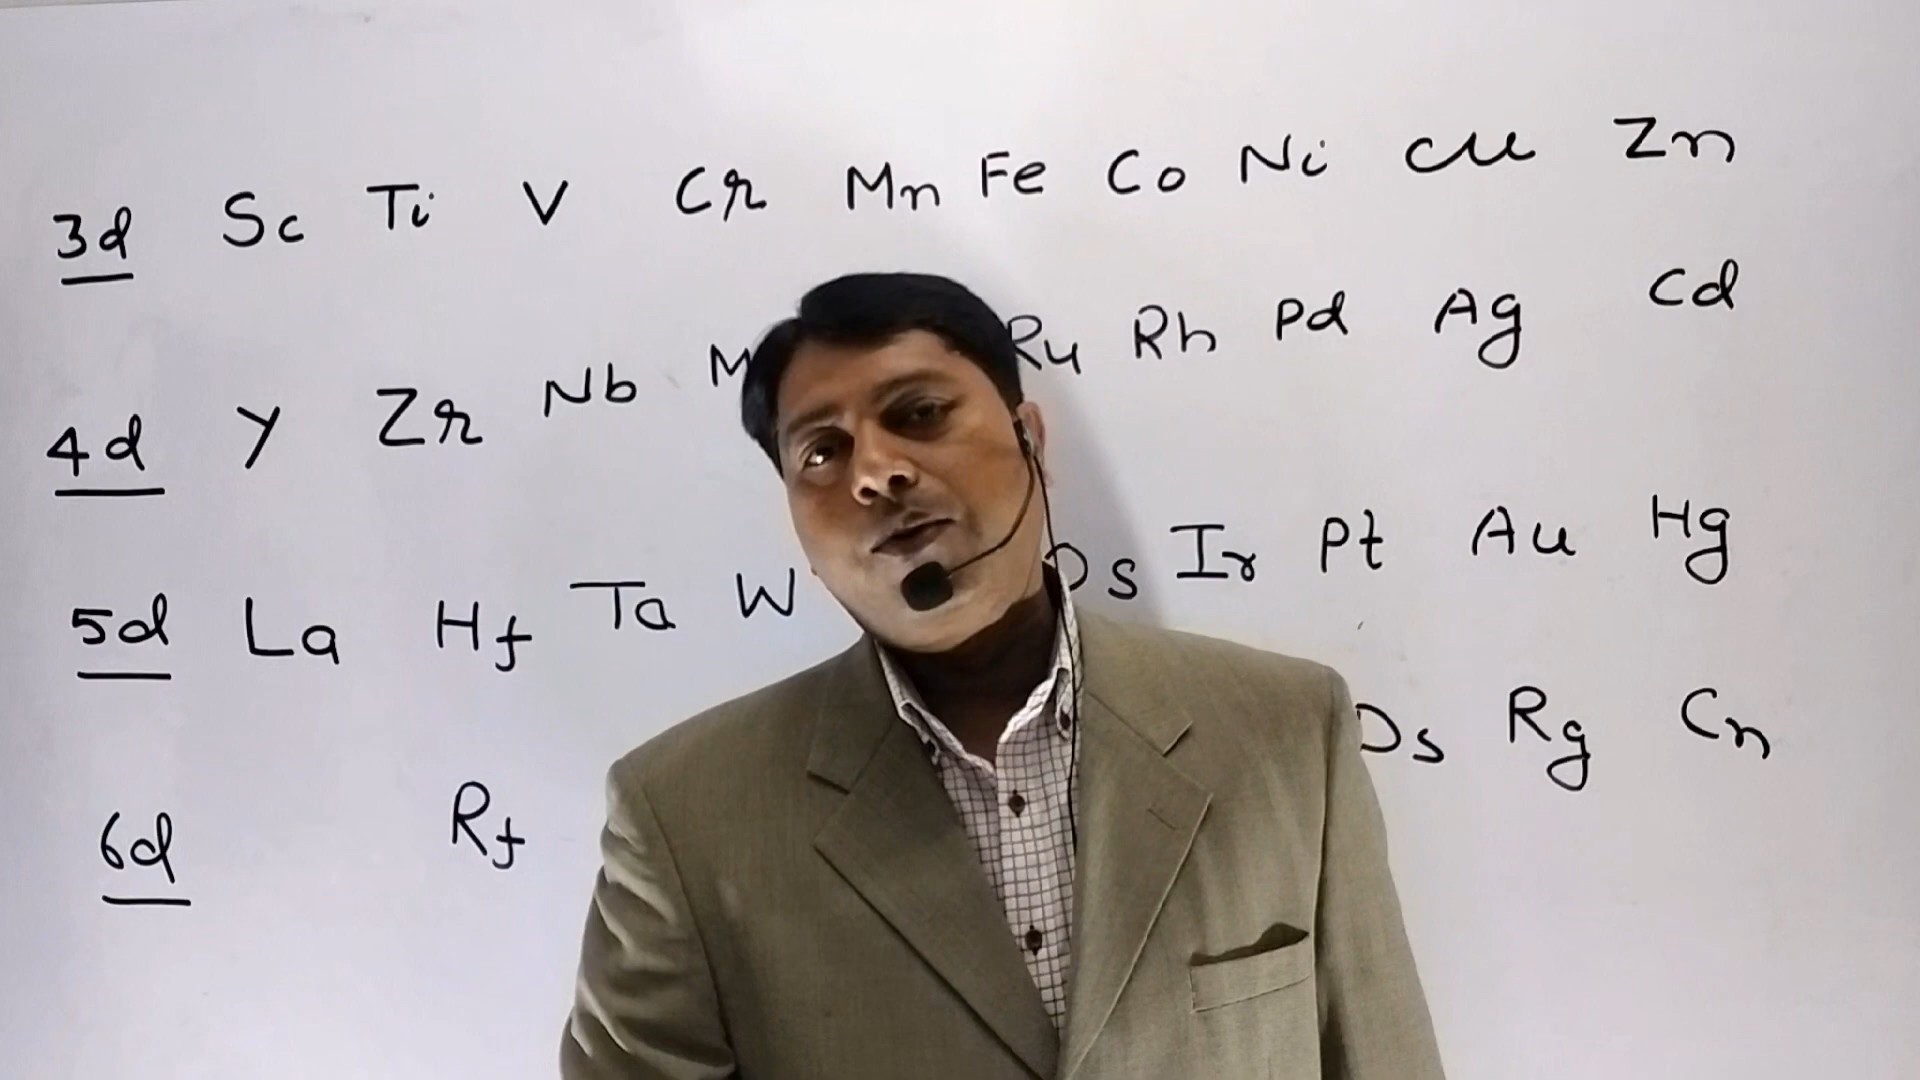 3d Sc Ti V Cr Mn Fe Co Ni Cu Zn
4d Y Zr Nb Ru Rh Pd Ag Cd
5d La Hf Ta W Os Ir Pt Au Hg
6d Rf Ds Rg Cn